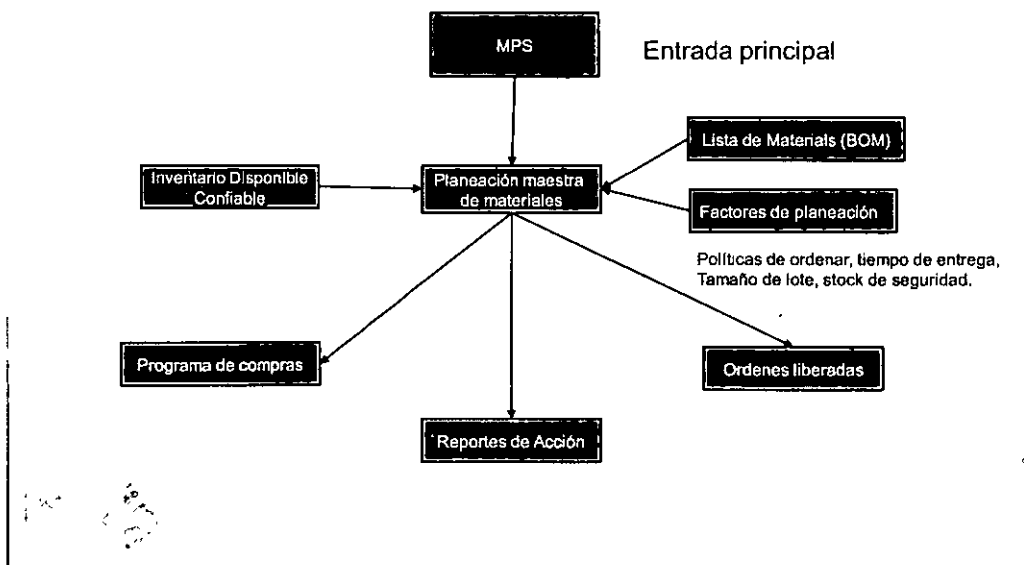 MPS
Entrada principal
Lista de Materials (BOM)
Inventario Disponible
Confiable
Planeación maestra
de materiales
Factores de planeación
Políticas de ordenar, tiempo de entrega,
Tamaño de lote, stock de seguridad.
Programa de compras
Ordenes liberadas
Reportes de Acción